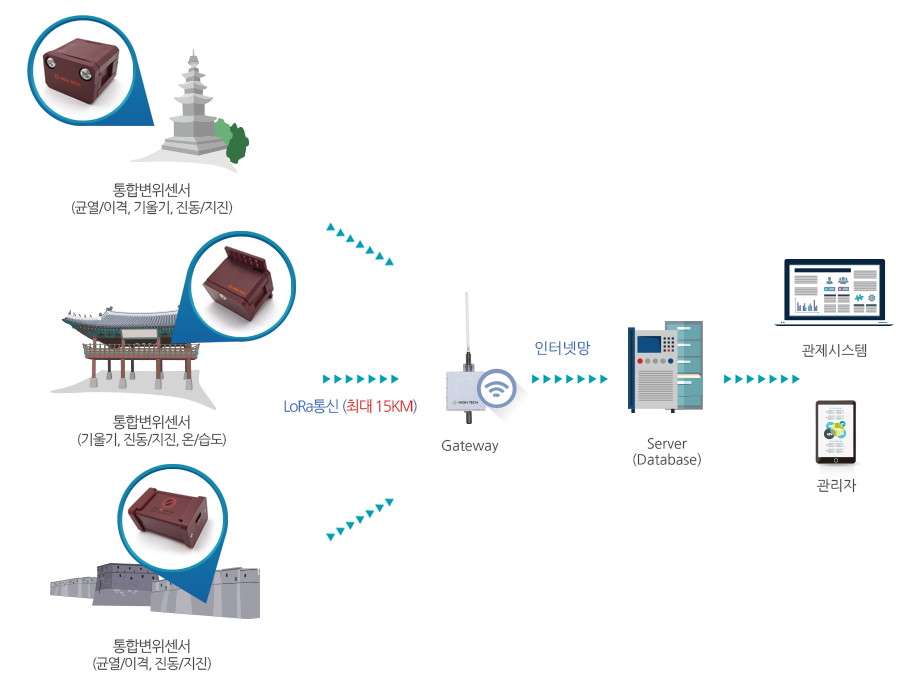 통합변위센서
(균열/이격, 기울기, 진동/지진)
통합변위센서
(기울기, 진동/지진, 온/습도)
통합변위센서
(균열/이격, 진동/지진)
LoRa통신 (최대 15KM)
HIGH TECH
Gateway
인터넷망
Server
(Database)
관제시스템
관리자